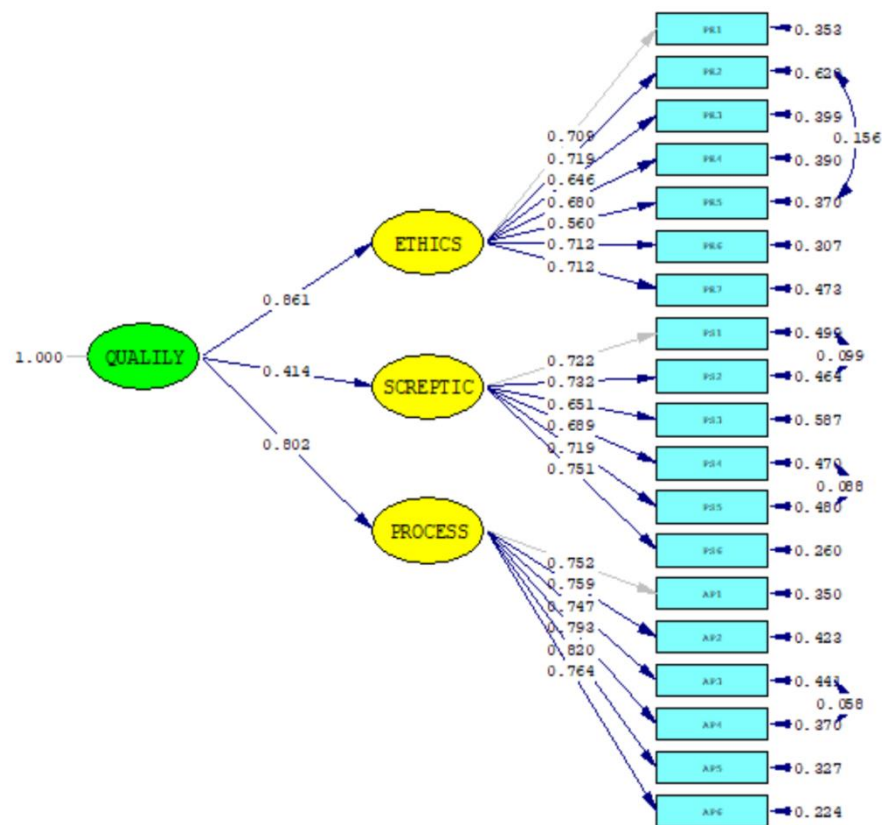 PR1
0.353
PR2
0.620
PR3
0.399
0.156
PR4
0.390
PR5
0.370
PR6
0.307
PR7
0.473
0.709
0.719
0.646
0.680
0.560
0.712
0.712
ETHICS
0.861
1.000
QUALILY
0.414
SCREPTIC
0.802
PROCESS
0.722
0.732
0.651
0.689
0.719
0.751
PS1
0.499
0.099
PS2
0.464
PS3
0.587
PS4
0.470
0.088
PS5
0.480
PS6
0.260
0.752
0.759
0.747
0.793
0.820
0.764
AP1
0.350
AP2
0.423
AP3
0.441
0.058
AP4
0.370
AP5
0.327
AP6
0.224